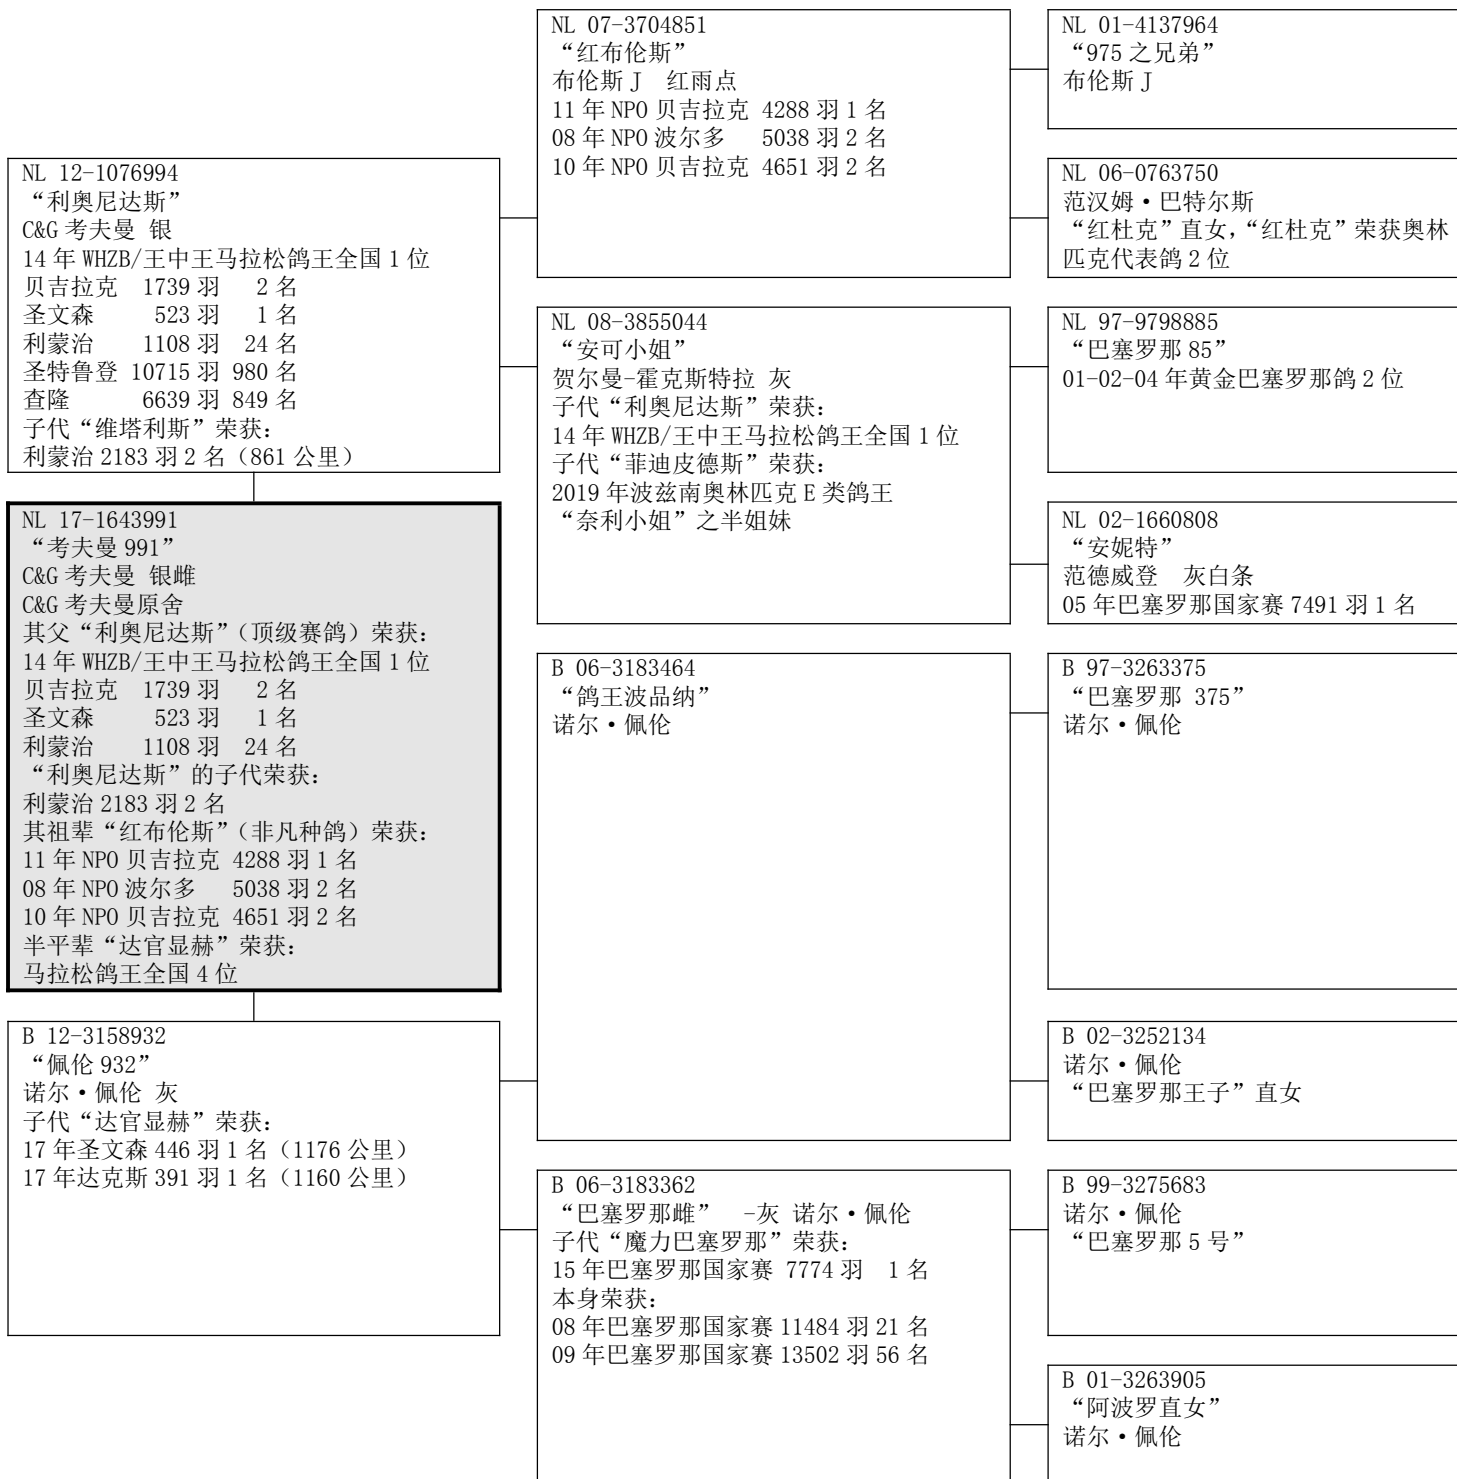 NL 12-1076994
“利奥尼达斯”
C&G 考夫曼 银
14 年 WHZB/王中王马拉松鸽王全国 1 位
贝吉拉克 1739 羽 2 名
圣文森 523 羽 1 名
利蒙治 1108 羽 24 名
圣特鲁登 10715 羽 980 名
查隆 6639 羽 849 名
子代“维塔利斯”荣获：
利蒙治 2183 羽 2 名（861 公里）
NL 17-1643991
“考夫曼 991”
C&G 考夫曼 银雌
C&G 考夫曼原舍
其父“利奥尼达斯”（顶级赛鸽）荣获：
14 年 WHZB/王中王马拉松鸽王全国 1 位
贝吉拉克 1739 羽 2 名
圣文森 523 羽 1 名
利蒙治 1108 羽 24 名
“利奥尼达斯”的子代荣获：
利蒙治 2183 羽 2 名
其祖辈“红布伦斯”（非凡种鸽）荣获：
11 年 NPO 贝吉拉克 4288 羽 1 名
08 年 NPO 波尔多 5038 羽 2 名
10 年 NPO 贝吉拉克 4651 羽 2 名
半平辈“达官显赫”荣获：
马拉松鸽王全国 4 位
B 12-3158932
“佩伦 932”
诺尔·佩伦 灰
子代“达官显赫”荣获：
17 年圣文森 446 羽 1 名（1176 公里）
17 年达克斯 391 羽 1 名（1160 公里）
NL 07-3704851
“红布伦斯”
布伦斯 J 红雨点
11 年 NPO 贝吉拉克 4288 羽 1 名
08 年 NPO 波尔多 5038 羽 2 名
10 年 NPO 贝吉拉克 4651 羽 2 名
NL 08-3855044
“安可小姐”
贺尔曼-霍克斯特拉 灰
子代“利奥尼达斯”荣获：
14 年 WHZB/王中王马拉松鸽王全国 1 位
子代“菲迪皮德斯”荣获：
2019 年波兹南奥林匹克 E 类鸽王
“奈利小姐”之半姐妹
B 06-3183464
“鸽王波品纳”
诺尔·佩伦
B 06-3183362
“巴塞罗那雌” -灰 诺尔·佩伦
子代“魔力巴塞罗那”荣获：
15 年巴塞罗那国家赛 7774 羽 1 名
本身荣获：
08 年巴塞罗那国家赛 11484 羽 21 名
09 年巴塞罗那国家赛 13502 羽 56 名
NL 01-4137964
“975 之兄弟”
布伦斯 J
NL 06-0763750
范汉姆·巴特尔斯
“红杜克”直女，“红杜克”荣获奥林
匹克代表鸽 2 位
NL 97-9798885
“巴塞罗那 85”
01-02-04 年黄金巴塞罗那鸽 2 位
NL 02-1660808
“安妮特”
范德威登 灰白条
05 年巴塞罗那国家赛 7491 羽 1 名
B 97-3263375
“巴塞罗那 375”
诺尔·佩伦
B 02-3252134
诺尔·佩伦
“巴塞罗那王子”直女
B 99-3275683
诺尔·佩伦
“巴塞罗那 5 号”
B 01-3263905
“阿波罗直女”
诺尔·佩伦